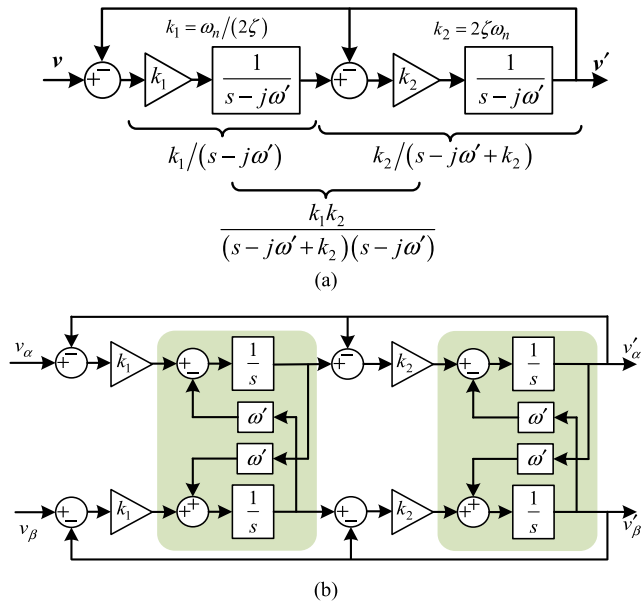 k₁ = ωₙ/(2ζ)
k₂ = 2ζωₙ
v + − k₁ 1/(s − jω′) + − k₂ 1/(s − jω′) v′
k₁/(s − jω′)
k₂/(s − jω′ + k₂)
k₁k₂/((s − jω′ + k₂)(s − jω′))
(a)
v_α + − k₁ + − 1/s + − k₂ + − 1/s v′_α
ω′ ω′
ω′ ω′
v_β + − k₁ + + 1/s + − k₂ + + 1/s v′_β
(b)